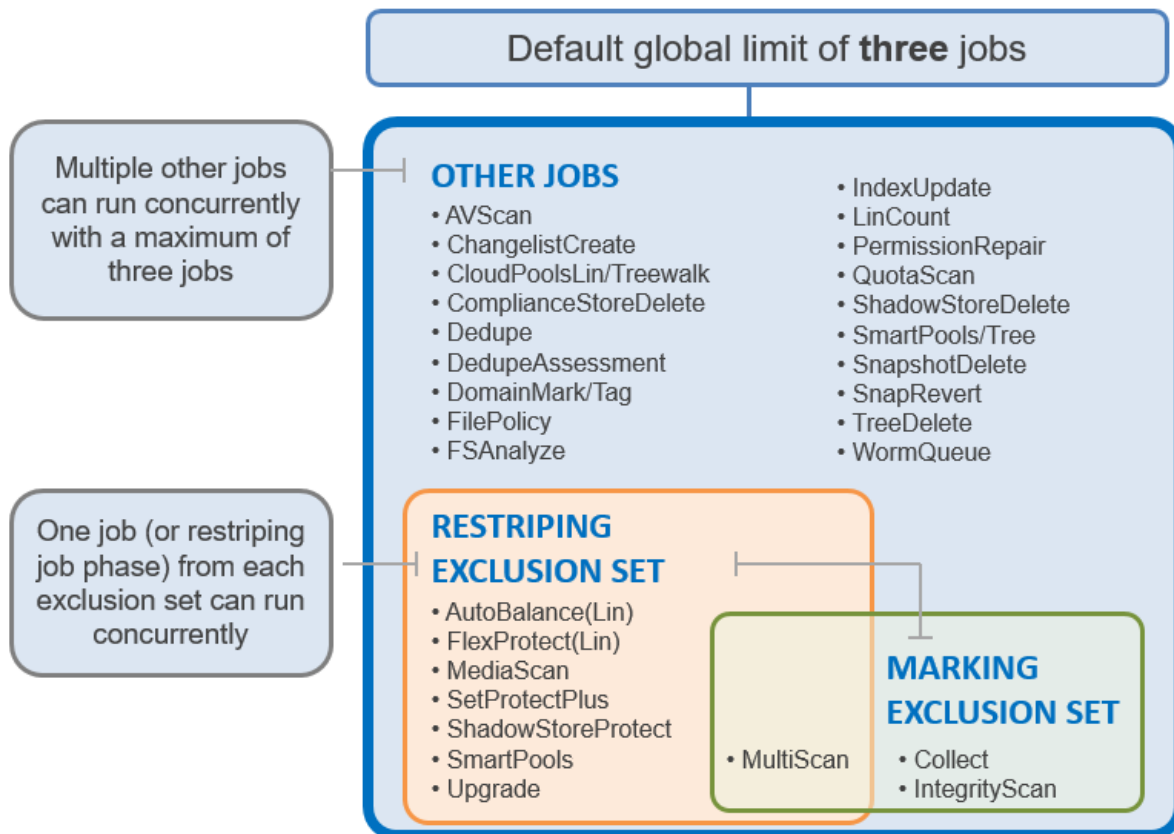 Default global limit of three jobs
Multiple other jobs
can run concurrently
with a maximum of
three jobs
OTHER JOBS
• AVScan
• ChangelistCreate
• CloudPoolsLin/Treewalk
• ComplianceStoreDelete
• Dedupe
• DedupeAssessment
• DomainMark/Tag
• FilePolicy
• FSAnalyze
• IndexUpdate
• LinCount
• PermissionRepair
• QuotaScan
• ShadowStoreDelete
• SmartPools/Tree
• SnapshotDelete
• SnapRevert
• TreeDelete
• WormQueue
One job (or restriping
job phase) from each
exclusion set can run
concurrently
RESTRIPING
EXCLUSION SET
• AutoBalance(Lin)
• FlexProtect(Lin)
• MediaScan
• SetProtectPlus
• ShadowStoreProtect
• SmartPools
• Upgrade
• MultiScan
MARKING
EXCLUSION SET
• Collect
• IntegrityScan